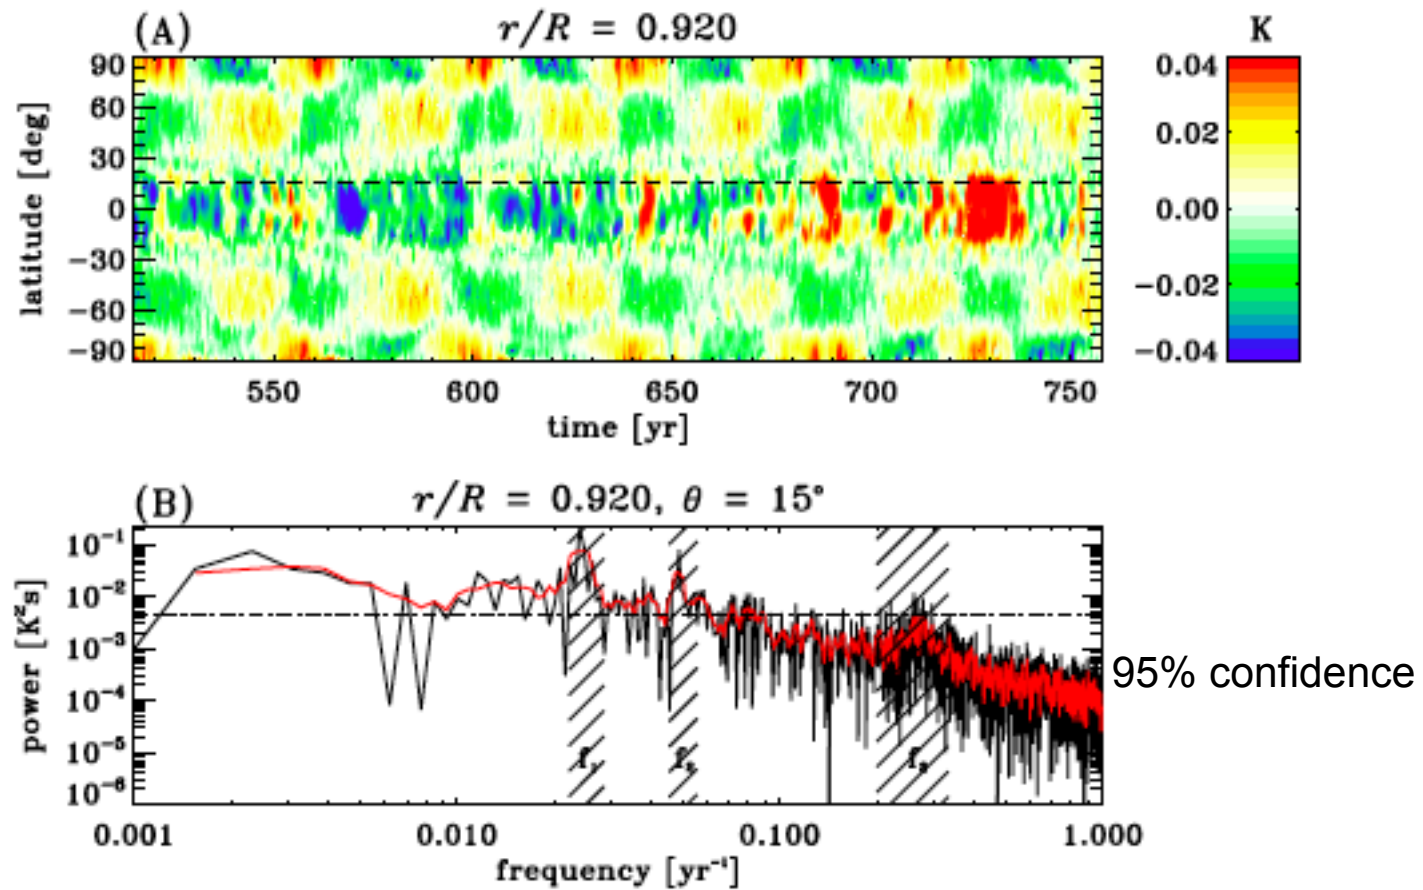 (A)
r/R = 0.920
K
latitude [deg]
90
60
30
0
−30
−60
−90
550
600
650
700
750
time [yr]
0.04
0.02
0.00
−0.02
−0.04
(B)
r/R = 0.920, θ = 15°
power [K²s]
10⁻¹
10⁻²
10⁻³
10⁻⁴
10⁻⁵
10⁻⁶
f₁
f₂
f₃
0.001
0.010
0.100
1.000
frequency [yr⁻¹]
95% confidence